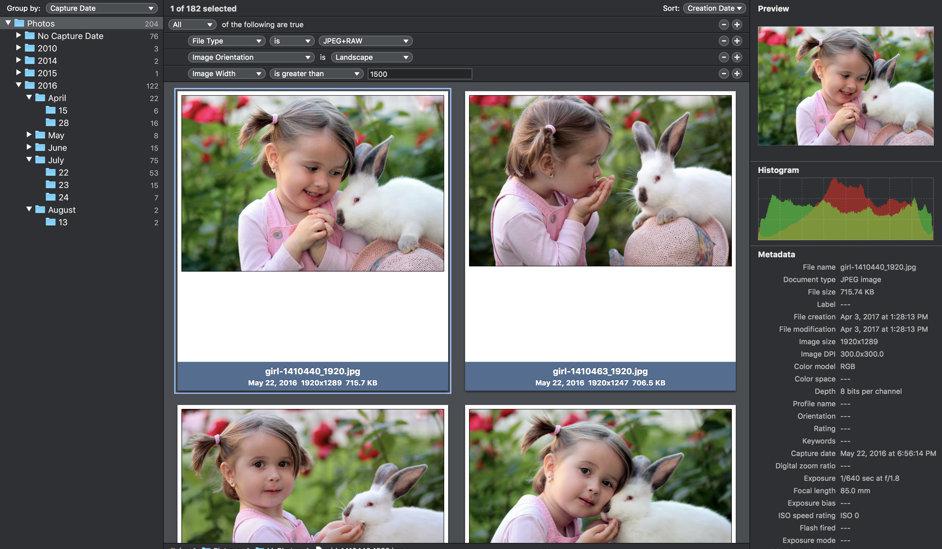 Group by: Capture Date
Photos 204
No Capture Date 76
2010 3
2014 2
2015 1
2016 122
April 22
15 6
28 16
May 8
June 15
July 75
22 53
23 15
24 7
August 2
13 2
1 of 182 selected
Sort: Creation Date
All of the following are true
File Type is JPEG+RAW
Image Orientation is Landscape
Image Width is greater than 1500
girl-1410440_1920.jpg
May 22, 2016 1920x1289 715.7 KB
girl-1410463_1920.jpg
May 22, 2016 1920x1247 706.5 KB
Preview
Histogram
Metadata
File name girl-1410440_1920.jpg
Document type JPEG image
File size 715.74 KB
Label ---
File creation Apr 3, 2017 at 1:28:13 PM
File modification Apr 3, 2017 at 1:28:13 PM
Image size 1920x1289
Image DPI 300.0x300.0
Color model RGB
Color space ---
Depth 8 bits per channel
Profile name ---
Orientation ---
Rating ---
Keywords ---
Capture date May 22, 2016 at 6:56:14 PM
Digital zoom ratio ---
Exposure 1/640 sec at f/1.8
Focal length 85.0 mm
Exposure bias ---
ISO speed rating ISO 0
Flash fired ---
Exposure mode ---